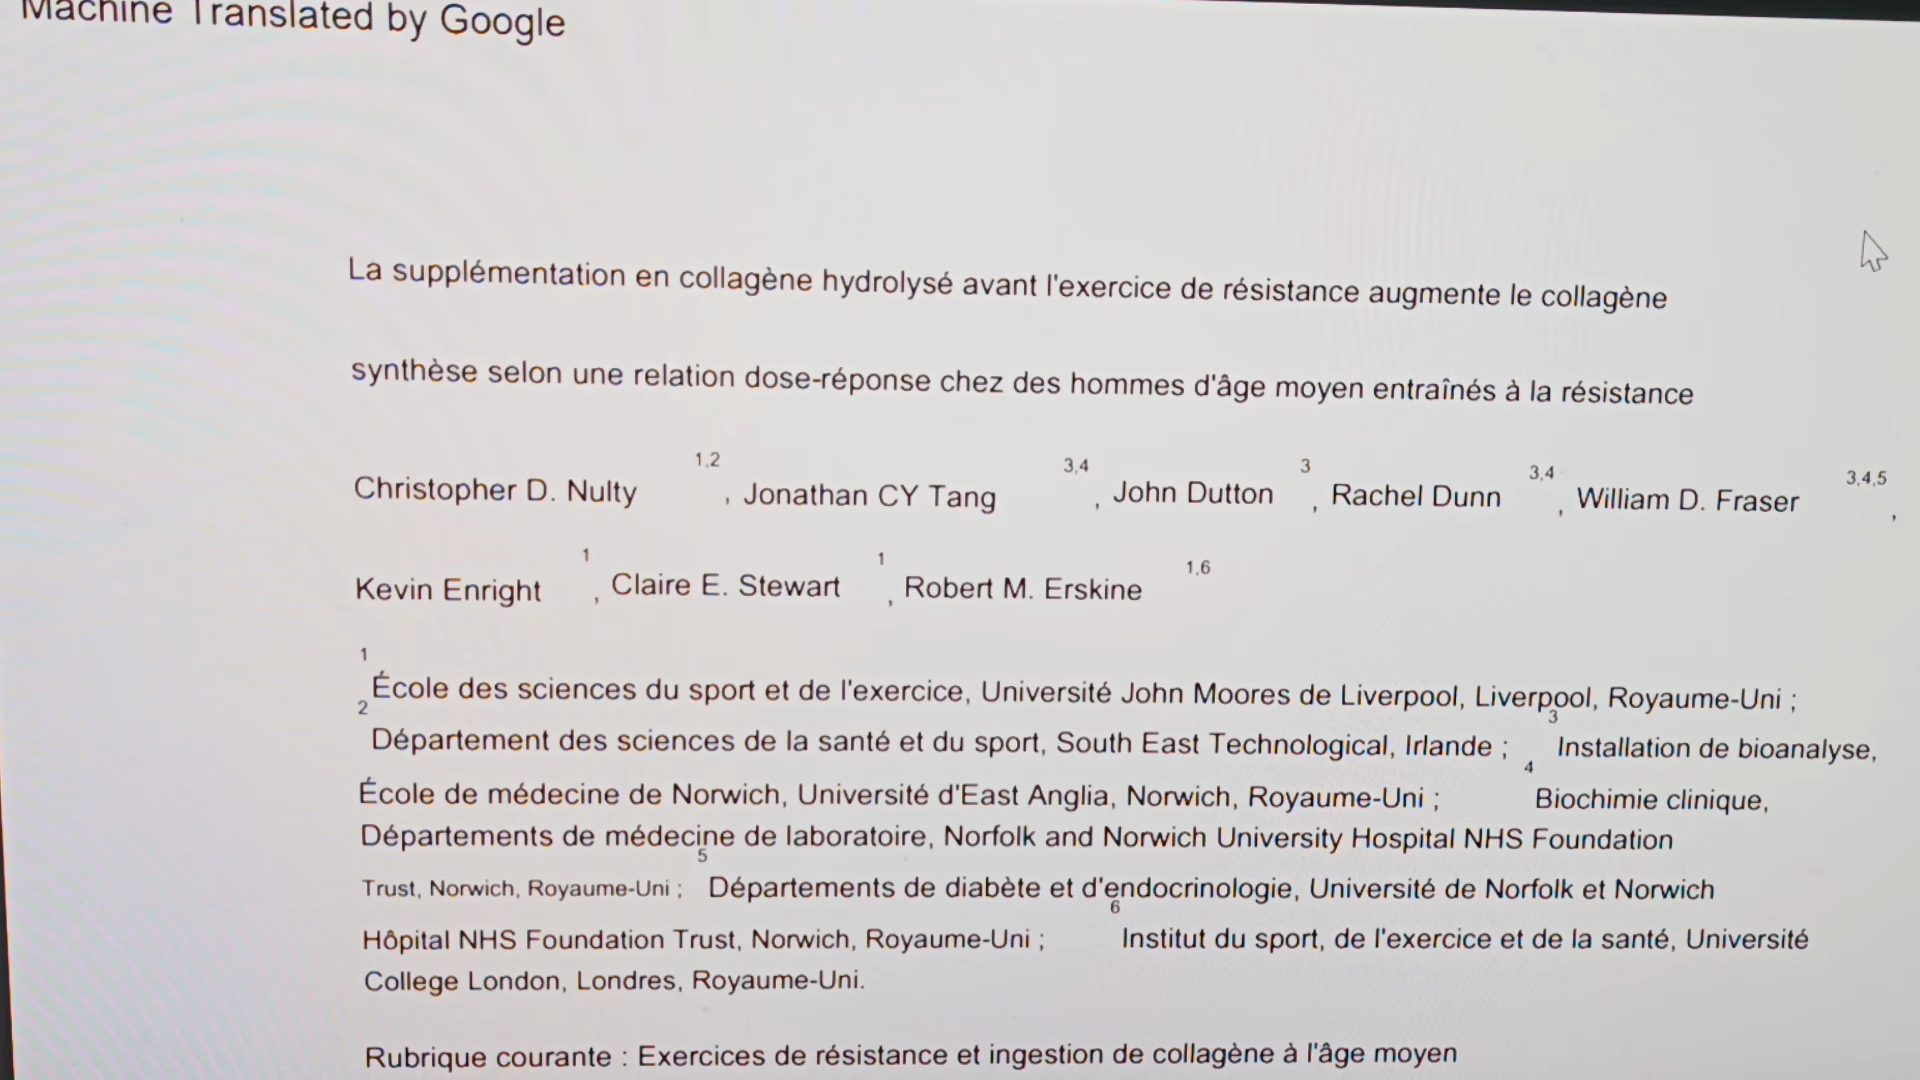 Machine Translated by Google
La supplémentation en collagène hydrolysé avant l'exercice de résistance augmente le collagène
synthèse selon une relation dose-réponse chez des hommes d'âge moyen entraînés à la résistance
Christopher D. Nulty 1,2, Jonathan CY Tang 3,4, John Dutton 3, Rachel Dunn 3,4, William D. Fraser 3,4,5,
Kevin Enright 1, Claire E. Stewart 1, Robert M. Erskine 1,6
1 École des sciences du sport et de l'exercice, Université John Moores de Liverpool, Liverpool, Royaume-Uni ;
2 Département des sciences de la santé et du sport, South East Technological, Irlande ; 3 Installation de bioanalyse,
École de médecine de Norwich, Université d'East Anglia, Norwich, Royaume-Uni ; 4 Biochimie clinique,
Départements de médecine de laboratoire, Norfolk and Norwich University Hospital NHS Foundation
Trust, Norwich, Royaume-Uni ; 5 Départements de diabète et d'endocrinologie, Université de Norfolk et Norwich
Hôpital NHS Foundation Trust, Norwich, Royaume-Uni ; 6 Institut du sport, de l'exercice et de la santé, Université
College London, Londres, Royaume-Uni.
Rubrique courante : Exercices de résistance et ingestion de collagène à l'âge moyen